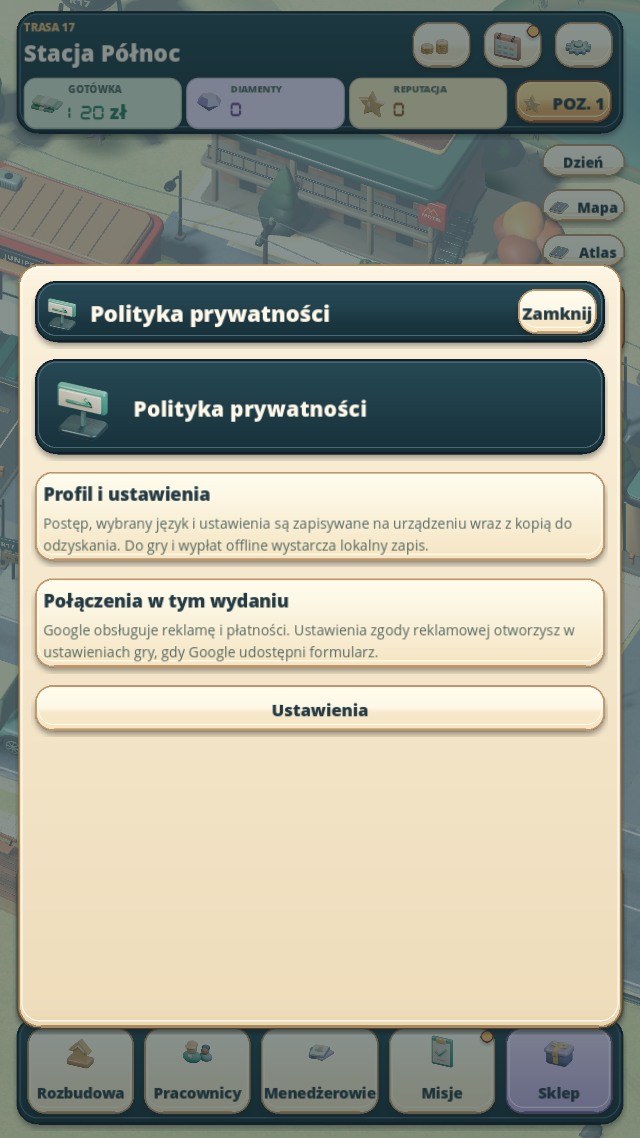 TRASA 17
Stacja Północ
GOTÓWKA
120 zł
DIAMENTY
0
REPUTACJA
0
POZ. 1
Dzień
Mapa
Atlas
Polityka prywatności
Zamknij
Polityka prywatności
Profil i ustawienia
Postęp, wybrany język i ustawienia są zapisywane na urządzeniu wraz z kopią do
odzyskania. Do gry i wypłat offline wystarcza lokalny zapis.
Połączenia w tym wydaniu
Google obsługuje reklamę i płatności. Ustawienia zgody reklamowej otworzysz w
ustawieniach gry, gdy Google udostępni formularz.
Ustawienia
Rozbudowa
Pracownicy
Menedżerowie
Misje
Sklep